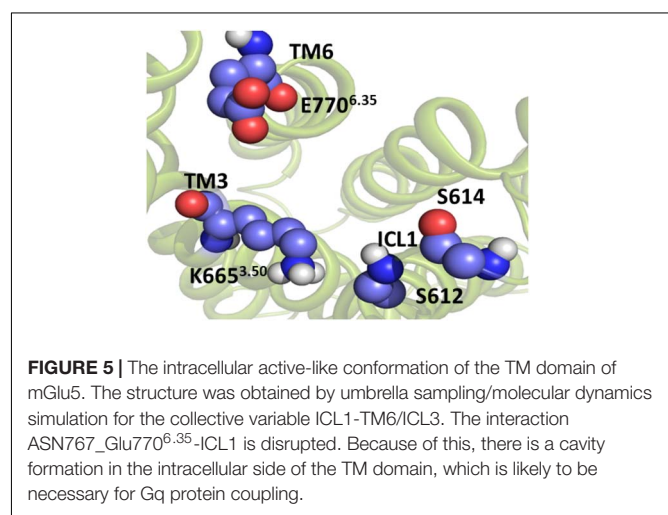 TM6
E770^6.35
TM3
S614
ICL1
K665^3.50
S612
FIGURE 5 | The intracellular active-like conformation of the TM domain of
mGlu5. The structure was obtained by umbrella sampling/molecular dynamics
simulation for the collective variable ICL1-TM6/ICL3. The interaction
ASN767_Glu770^6.35-ICL1 is disrupted. Because of this, there is a cavity
formation in the intracellular side of the TM domain, which is likely to be
necessary for Gq protein coupling.